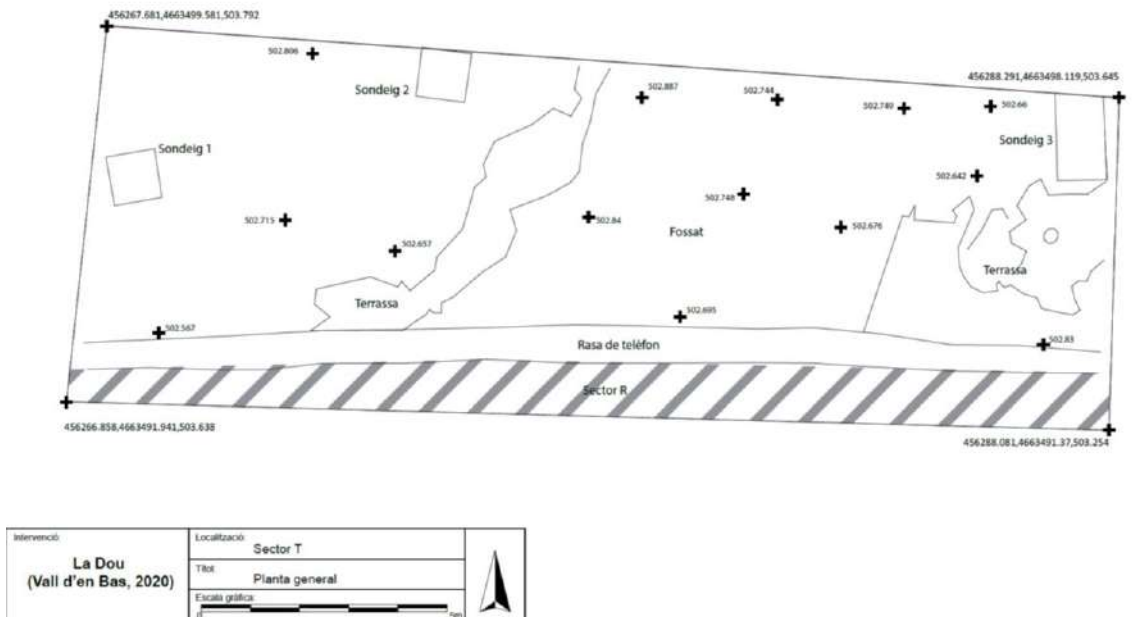 456267.681,4663499.581,503.792
502.806
Sondeig 2
456288.291,4663498.119,503.645
502.887
502.744
502.749
502.66
Sondeig 1
Sondeig 3
502.642
502.748
502.715
502.84
Fossat
502.676
502.657
Terrassa
Terrassa
502.695
502.567
502.83
Rasa de telèfon
Sector R
456266.858,4663491.941,503.638
456288.081,4663491.37,503.254
Intervenció
La Dou
(Vall d'en Bas, 2020)
Localització
Sector T
Títol
Planta general
Escala gràfica
0 5m